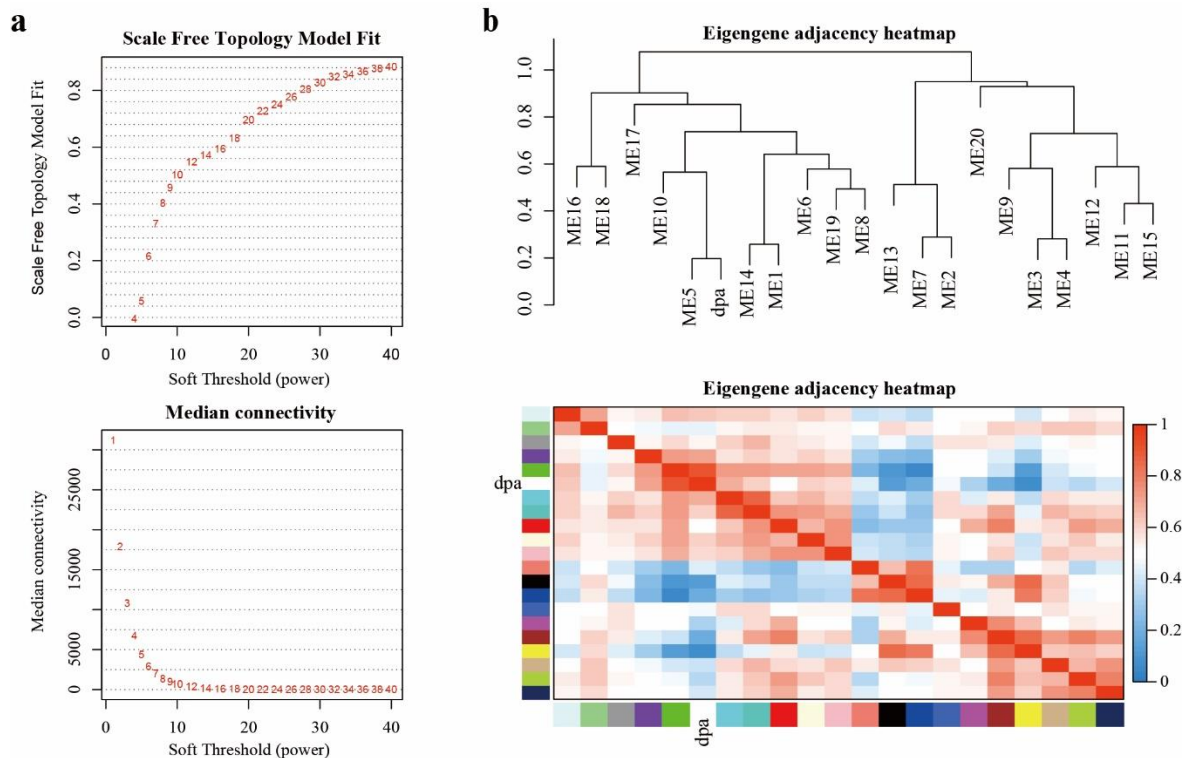 a
Scale Free Topology Model Fit
Scale Free Topology Model Fit
0.8
0.6
0.4
0.2
0.0
4
5
6
7
8
9
10
12
14
16
18
20
22
24
26
28
30
32
34
36
38
40
0 10 20 30 40
Soft Threshold (power)
Median connectivity
Median connectivity
25000
15000
5000
0
1
2
3
4
5
6
7
8
9
10
12
14
16
18
20
22
24
26
28
30
32
34
36
38
40
0 10 20 30 40
Soft Threshold (power)
b
Eigengene adjacency heatmap
1.0
0.8
0.6
0.4
0.2
0.0
ME16
ME18
ME17
ME10
ME5
dpa
ME14
ME1
ME6
ME19
ME8
ME13
ME7
ME2
ME20
ME9
ME3
ME4
ME12
ME11
ME15
Eigengene adjacency heatmap
dpa
dpa
1
0.8
0.6
0.4
0.2
0